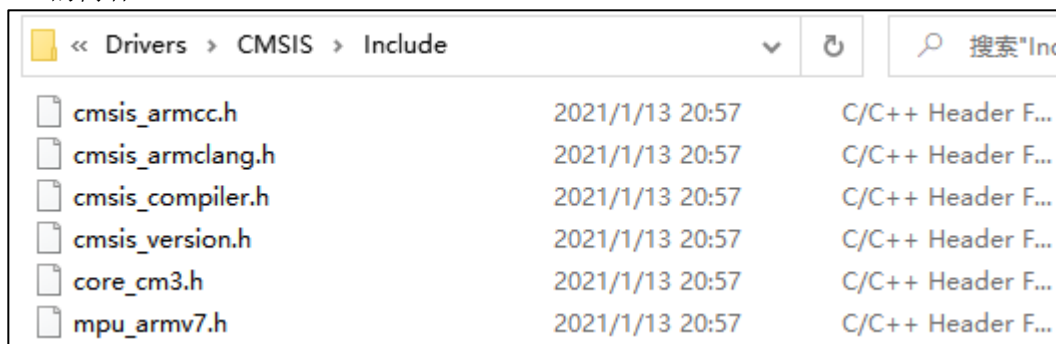 « Drivers › CMSIS › Include 搜索"Inc
cmsis_armcc.h 2021/1/13 20:57 C/C++ Header F...
cmsis_armclang.h 2021/1/13 20:57 C/C++ Header F...
cmsis_compiler.h 2021/1/13 20:57 C/C++ Header F...
cmsis_version.h 2021/1/13 20:57 C/C++ Header F...
core_cm3.h 2021/1/13 20:57 C/C++ Header F...
mpu_armv7.h 2021/1/13 20:57 C/C++ Header F...